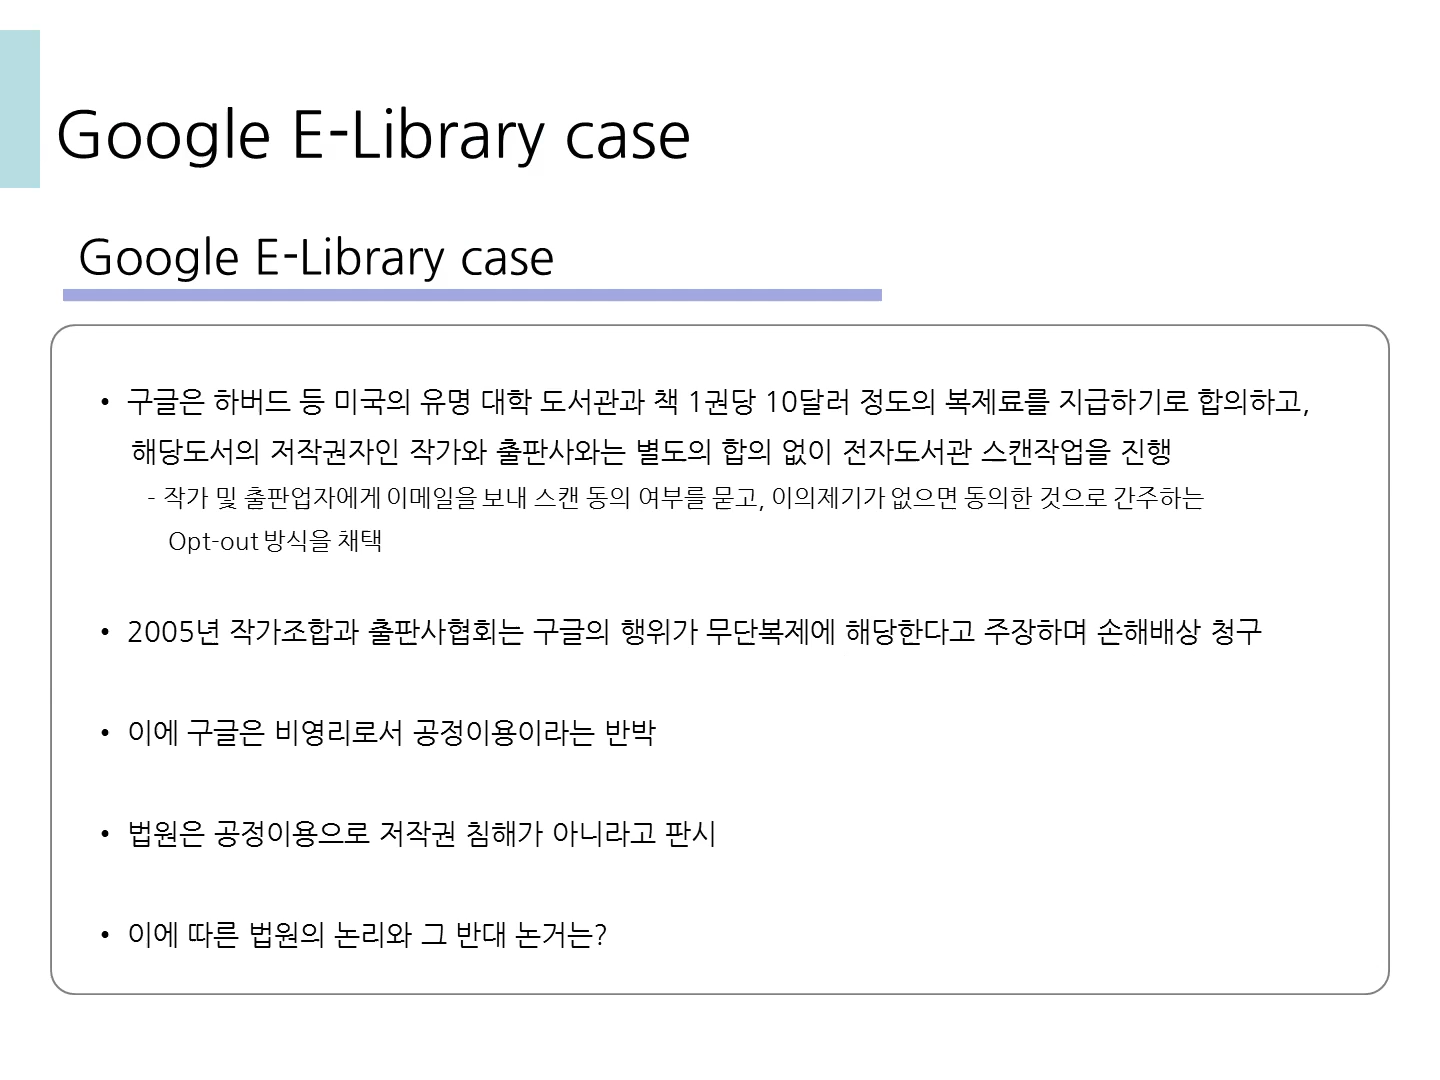 Google E-Library case
Google E-Library case
• 구글은 하버드 등 미국의 유명 대학 도서관과 책 1권당 10달러 정도의 복제료를 지급하기로 합의하고,
해당도서의 저작권자인 작가와 출판사와는 별도의 합의 없이 전자도서관 스캔작업을 진행
- 작가 및 출판업자에게 이메일을 보내 스캔 동의 여부를 묻고, 이의제기가 없으면 동의한 것으로 간주하는
Opt-out 방식을 채택
• 2005년 작가조합과 출판사협회는 구글의 행위가 무단복제에 해당한다고 주장하며 손해배상 청구
• 이에 구글은 비영리로서 공정이용이라는 반박
• 법원은 공정이용으로 저작권 침해가 아니라고 판시
• 이에 따른 법원의 논리와 그 반대 논거는?